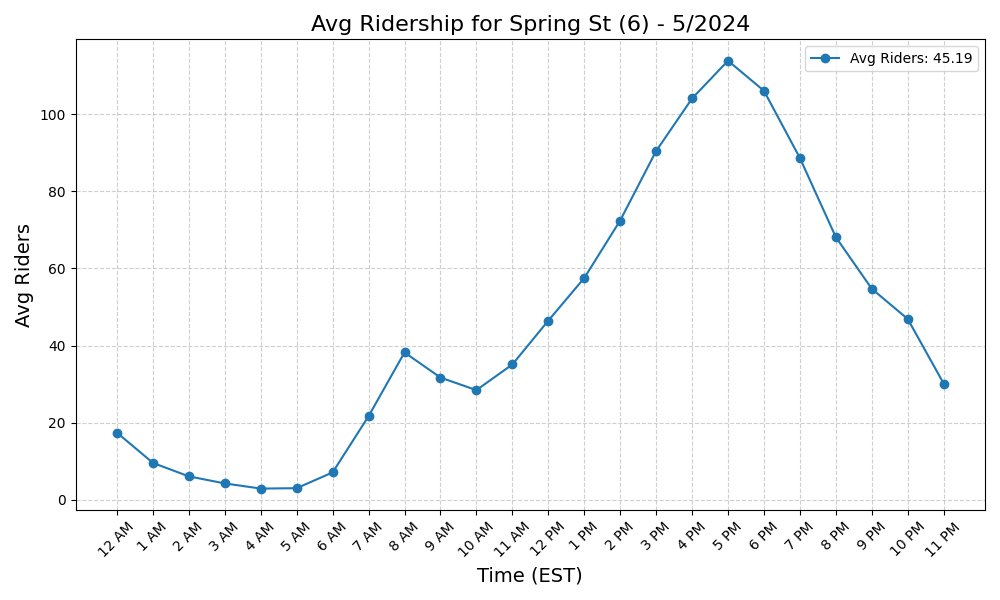 Avg Ridership for Spring St (6) - 5/2024
Avg Riders: 45.19
Avg Riders
100
80
60
40
20
0
12 AM
1 AM
2 AM
3 AM
4 AM
5 AM
6 AM
7 AM
8 AM
9 AM
10 AM
11 AM
12 PM
1 PM
2 PM
3 PM
4 PM
5 PM
6 PM
7 PM
8 PM
9 PM
10 PM
11 PM
Time (EST)